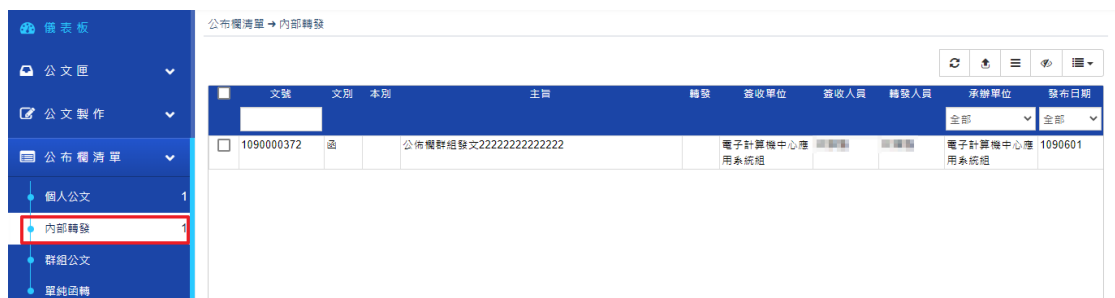 儀表板
公文匣
公文製作
公布欄清單
個人公文 1
內部轉發 1
群組公文
單純函轉
公布欄清單➔內部轉發
文號 文別 本別 主旨 轉發 簽收單位 簽收人員 轉發人員 承辦單位 發布日期
全部 全部
1090000372 函 公佈欄群組發文22222222222222 電子計算機中心應 電子計算機中心應 1090601
用系統組 用系統組